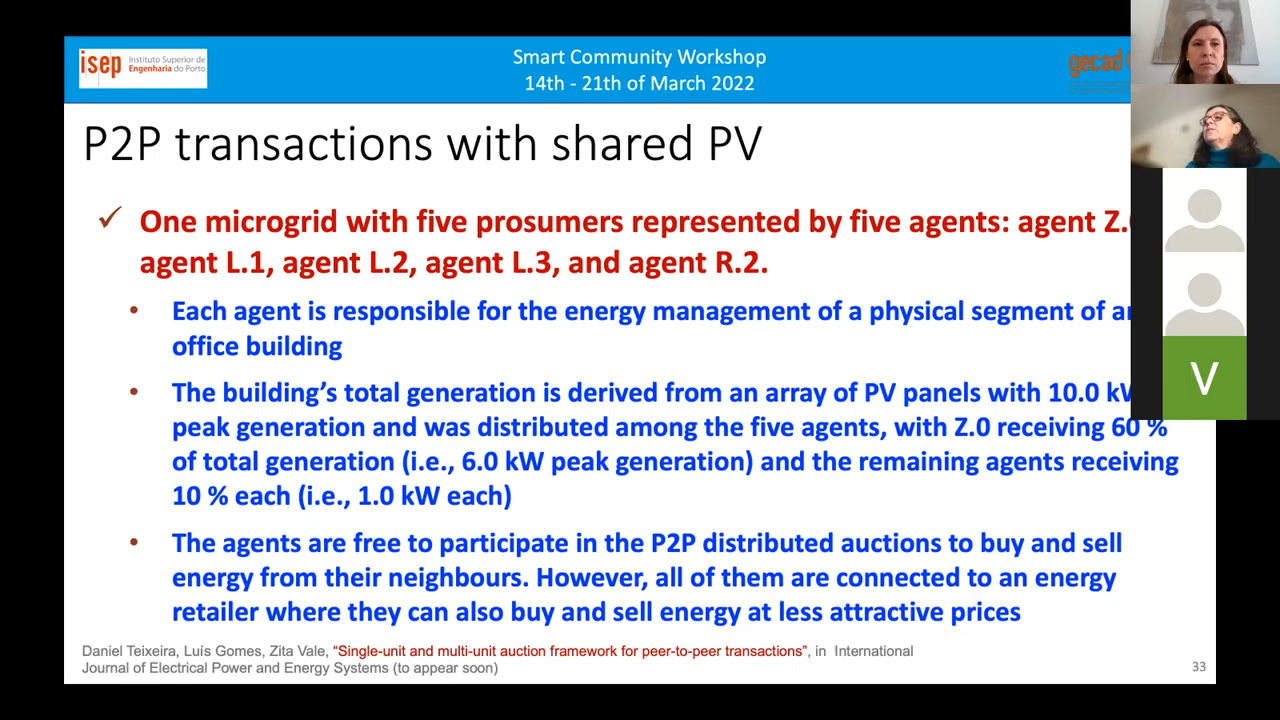 isep Instituto Superior de
Engenharia do Porto
Smart Community Workshop
14th - 21th of March 2022
gecad
P2P transactions with shared PV
✓ One microgrid with five prosumers represented by five agents: agent
agent L.1, agent L.2, agent L.3, and agent R.2.
• Each agent is responsible for the energy management of a physical segment of
office building
• The building’s total generation is derived from an array of PV panels with 10.0
peak generation and was distributed among the five agents, with Z.0 receiving 60 %
of total generation (i.e., 6.0 kW peak generation) and the remaining agents receiving
10 % each (i.e., 1.0 kW each)
• The agents are free to participate in the P2P distributed auctions to buy and sell
energy from their neighbours. However, all of them are connected to an energy
retailer where they can also buy and sell energy at less attractive prices
Daniel Teixeira, Luís Gomes, Zita Vale, “Single-unit and multi-unit auction framework for peer-to-peer transactions”, in International
Journal of Electrical Power and Energy Systems (to appear soon)
33
V